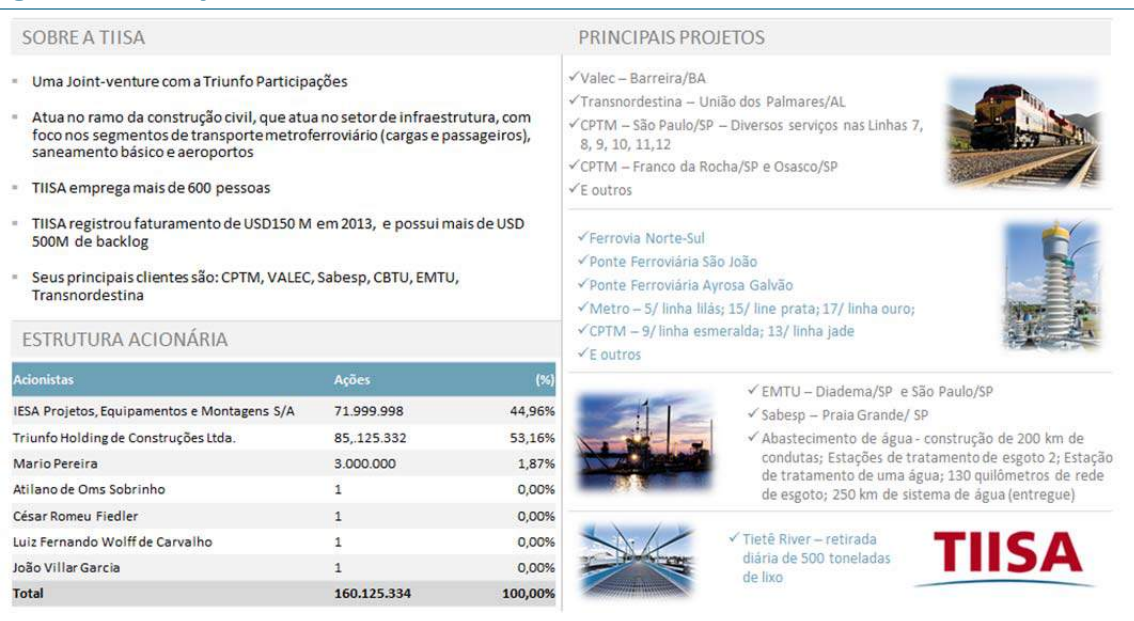 SOBRE A TIISA
▪ Uma Joint-venture com a Triunfo Participações
▪ Atua no ramo da construção civil, que atua no setor de infraestrutura, com
foco nos segmentos de transporte metroferroviário (cargas e passageiros),
saneamento básico e aeroportos
▪ TIISA emprega mais de 600 pessoas
▪ TIISA registrou faturamento de USD150 M em 2013, e possui mais de USD
500M de backlog
▪ Seus principais clientes são: CPTM, VALEC, Sabesp, CBTU, EMTU,
Transnordestina
ESTRUTURA ACIONÁRIA
Acionistas Ações (%)
IESA Projetos, Equipamentos e Montagens S/A 71.999.998 44,96%
Triunfo Holding de Construções Ltda. 85,.125.332 53,16%
Mario Pereira 3.000.000 1,87%
Atilano de Oms Sobrinho 1 0,00%
César Romeu Fiedler 1 0,00%
Luiz Fernando Wolff de Carvalho 1 0,00%
João Villar Garcia 1 0,00%
Total 160.125.334 100,00%
PRINCIPAIS PROJETOS
✓Valec – Barreira/BA
✓Transnordestina – União dos Palmares/AL
✓CPTM – São Paulo/SP – Diversos serviços nas Linhas 7,
8, 9, 10, 11,12
✓CPTM – Franco da Rocha/SP e Osasco/SP
✓E outros
✓Ferrovia Norte-Sul
✓Ponte Ferroviária São João
✓Ponte Ferroviária Ayrosa Galvão
✓Metro – 5/ linha lilás; 15/ line prata; 17/ linha ouro;
✓CPTM – 9/ linha esmeralda; 13/ linha jade
✓E outros
✓ EMTU – Diadema/SP e São Paulo/SP
✓ Sabesp – Praia Grande/ SP
✓ Abastecimento de água - construção de 200 km de
condutas; Estações de tratamento de esgoto 2; Estação
de tratamento de uma água; 130 quilômetros de rede
de esgoto; 250 km de sistema de água (entregue)
✓ Tietê River – retirada
diária de 500 toneladas
de lixo
TIISA